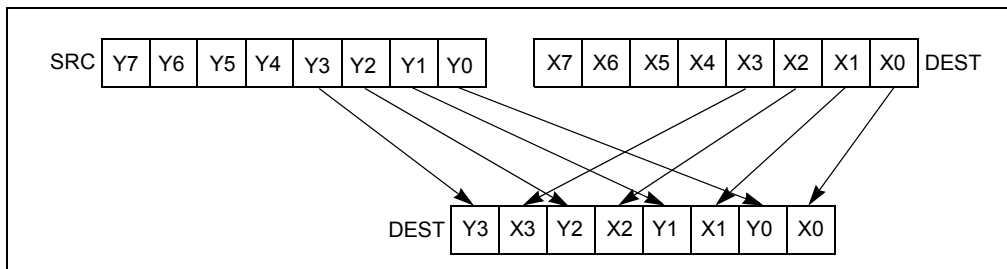 SRC Y7 Y6 Y5 Y4 Y3 Y2 Y1 Y0 X7 X6 X5 X4 X3 X2 X1 X0 DEST
DEST Y3 X3 Y2 X2 Y1 X1 Y0 X0